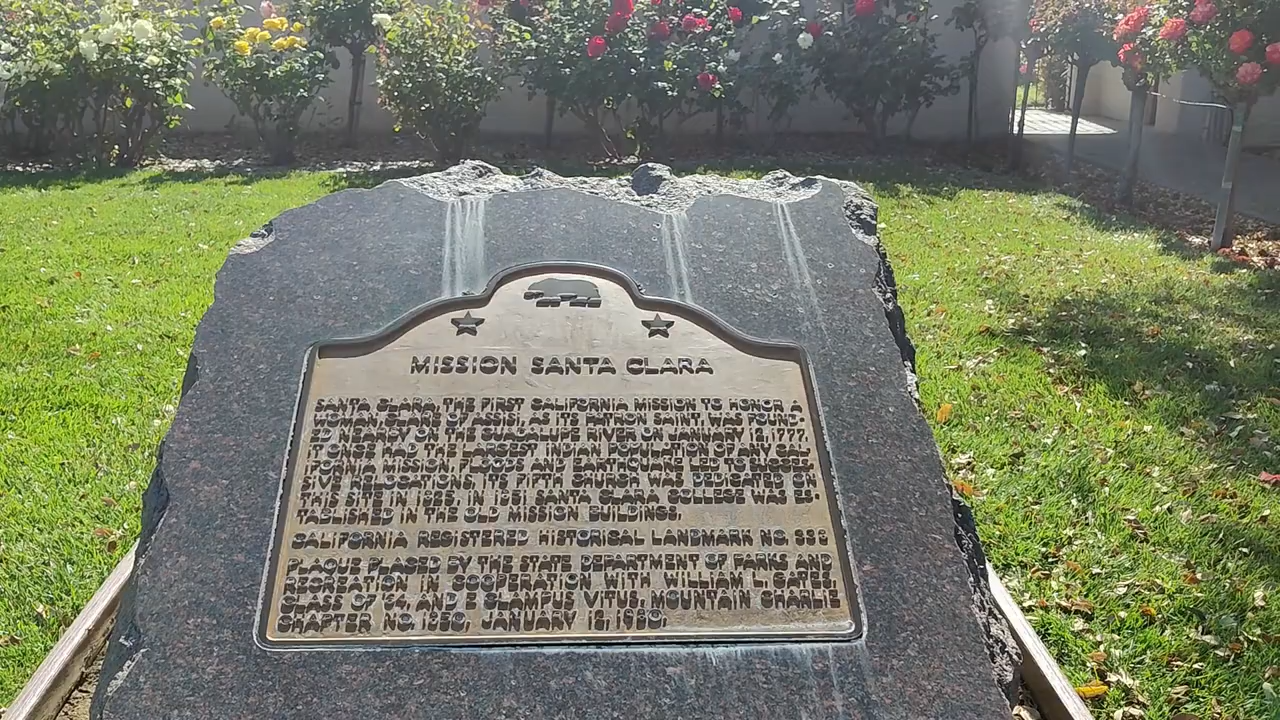 MISSION SANTA CLARA
SANTA CLARA, THE FIRST CALIFORNIA MISSION TO HONOR A
WOMAN, CLARE OF ASSISI, AS ITS PATRON SAINT, WAS FOUND-
ED NEARBY ON THE GUADALUPE RIVER ON JANUARY 12, 1777.
IT ONCE HAD THE LARGEST INDIAN POPULATION OF ANY CAL-
IFORNIA MISSION. FLOODS AND EARTHQUAKE LED TO SUCCES-
SIVE RELOCATIONS. ITS FIFTH CHURCH WAS DEDICATED ON
THIS SITE IN 1825. IN 1851 SANTA CLARA COLLEGE WAS ES-
TABLISHED IN THE OLD MISSION BUILDINGS.
CALIFORNIA REGISTERED HISTORICAL LANDMARK NO. 338
PLAQUE PLACED BY THE STATE DEPARTMENT OF PARKS AND
RECREATION IN COOPERATION WITH WILLIAM L. GATES,
CLASS OF '04, AND E CLAMPUS VITUS, MOUNTAIN CHARLIE
CHAPTER NO. 1850, JANUARY 12,